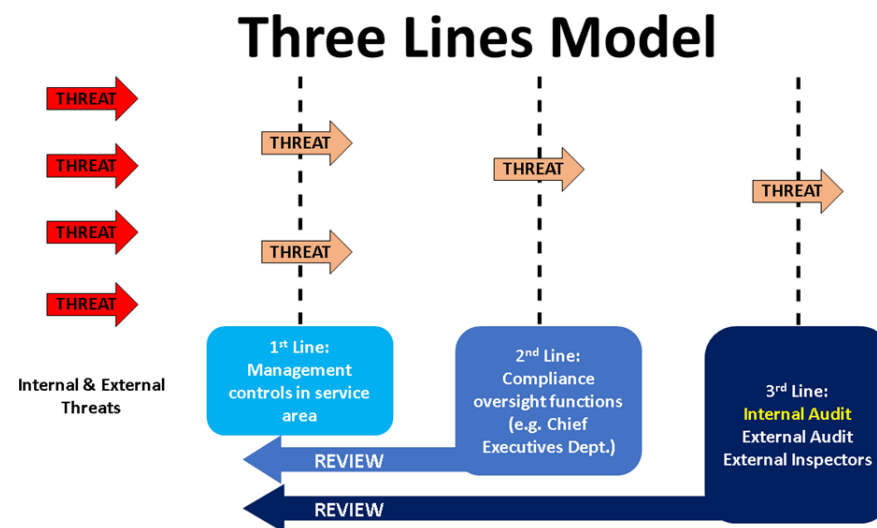 Three Lines Model
THREAT
THREAT
THREAT
THREAT
THREAT
THREAT
THREAT
THREAT
Internal & External
Threats
1st Line:
Management
controls in service
area
2nd Line:
Compliance
oversight functions
(e.g. Chief
Executives Dept.)
3rd Line:
Internal Audit
External Audit
External Inspectors
REVIEW
REVIEW